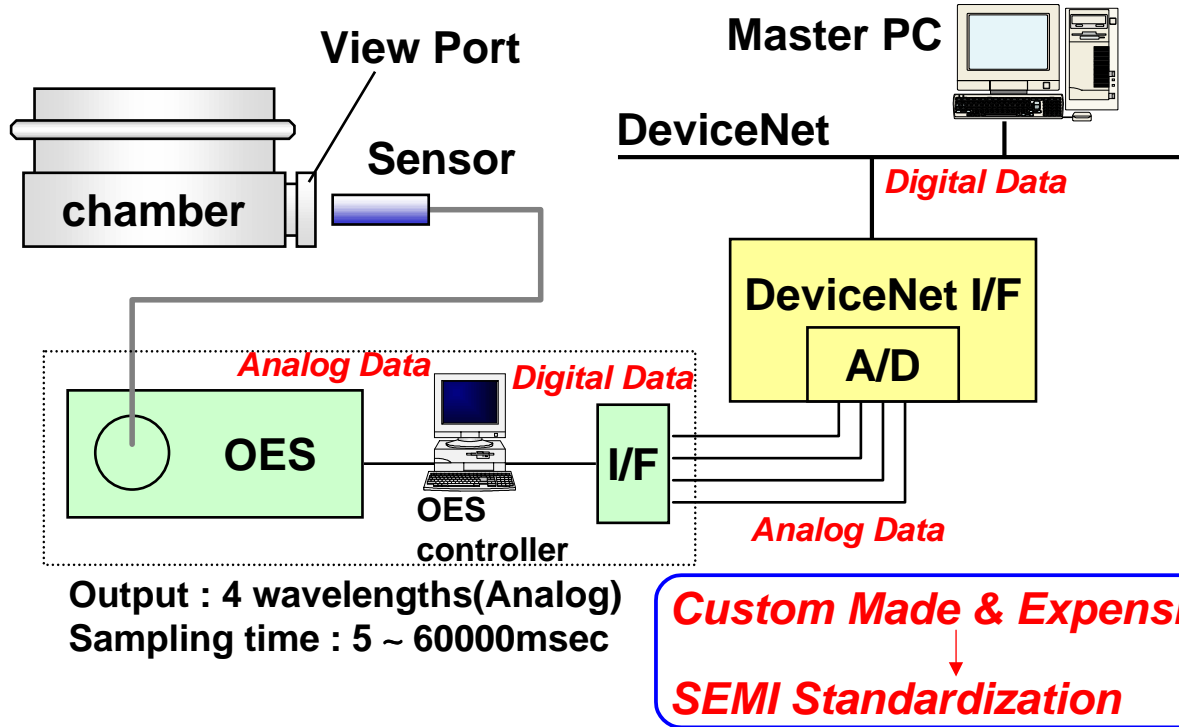 View Port
Master PC
DeviceNet
Sensor
Digital Data
chamber
DeviceNet I/F
A/D
Analog Data
Digital Data
OES
I/F
OES
controller
Analog Data
Output : 4 wavelengths(Analog)
Sampling time : 5 ~ 60000msec
Custom Made & Expensi
SEMI Standardization